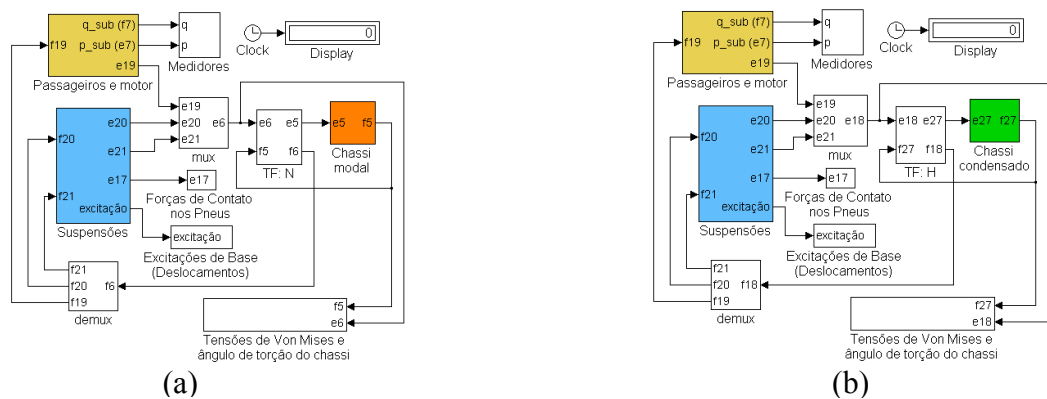 q_sub (f7)
p_sub (e7)
e19
f19
Passageiros e motor
q
p
Medidores
Clock
0
Display
e19
e20
e21
e6
mux
e6
e5
f5
f6
TF: N
e5
f5
Chassi
modal
f20
f21
e20
e21
e17
excitação
Suspensões
e17
Forças de Contato
nos Pneus
excitação
Excitações de Base
(Deslocamentos)
f21
f20
f19
f6
demux
f5
e6
Tensões de Von Mises e
ângulo de torção do chassi
(a)
q_sub (f7)
p_sub (e7)
e19
f19
Passageiros e motor
q
p
Medidores
Clock
0
Display
e19
e20
e21
e18
mux
e18
e27
f27
f18
TF: H
e27
f27
Chassi
condensado
f20
f21
e20
e21
e17
excitação
Suspensões
e17
Forças de Contato
nos Pneus
excitação
Excitações de Base
(Deslocamentos)
f21
f20
f19
f18
demux
f27
e18
Tensões de Von Mises e
ângulo de torção do chassi
(b)